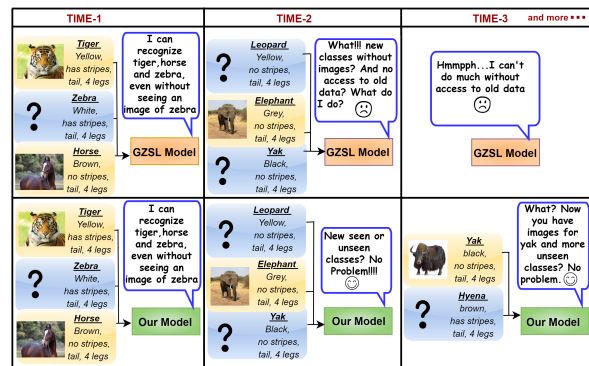 TIME-1
TIME-2
TIME-3
and more
Tiger
Yellow,
has stripes,
tail, 4 legs
?
Zebra
White,
has stripes,
tail, 4 legs
Horse
Brown,
no stripes,
tail, 4 legs
I can
recognize
tiger,horse
and zebra,
even without
seeing an
image of zebra
GZSL Model
?
Leopard
Yellow,
no stripes,
tail, 4 legs
Elephant
Grey,
no stripes,
tail, 4 legs
?
Yak
Black,
no stripes,
tail, 4 legs
What!!! new
classes without
images? And no
access to old
data? What do
I do?
GZSL Model
Hmmpph...I can't
do much without
access to old data
GZSL Model
Tiger
Yellow,
has stripes,
tail, 4 legs
?
Zebra
White,
has stripes,
tail, 4 legs
Horse
Brown,
no stripes,
tail, 4 legs
I can
recognize
tiger,horse
and zebra,
even without
seeing an
image of zebra
Our Model
?
Leopard
Yellow,
no stripes,
tail, 4 legs
Elephant
Grey,
no stripes,
tail, 4 legs
?
Yak
Black,
no stripes,
tail, 4 legs
New seen or
unseen
classes? No
Problem!!!!
Our Model
Yak
black,
no stripes,
tail, 4 legs
?
Hyena
brown,
has stripes,
tail, 4 legs
What? Now
you have
images for
yak and more
unseen
classes? No
problem.
Our Model